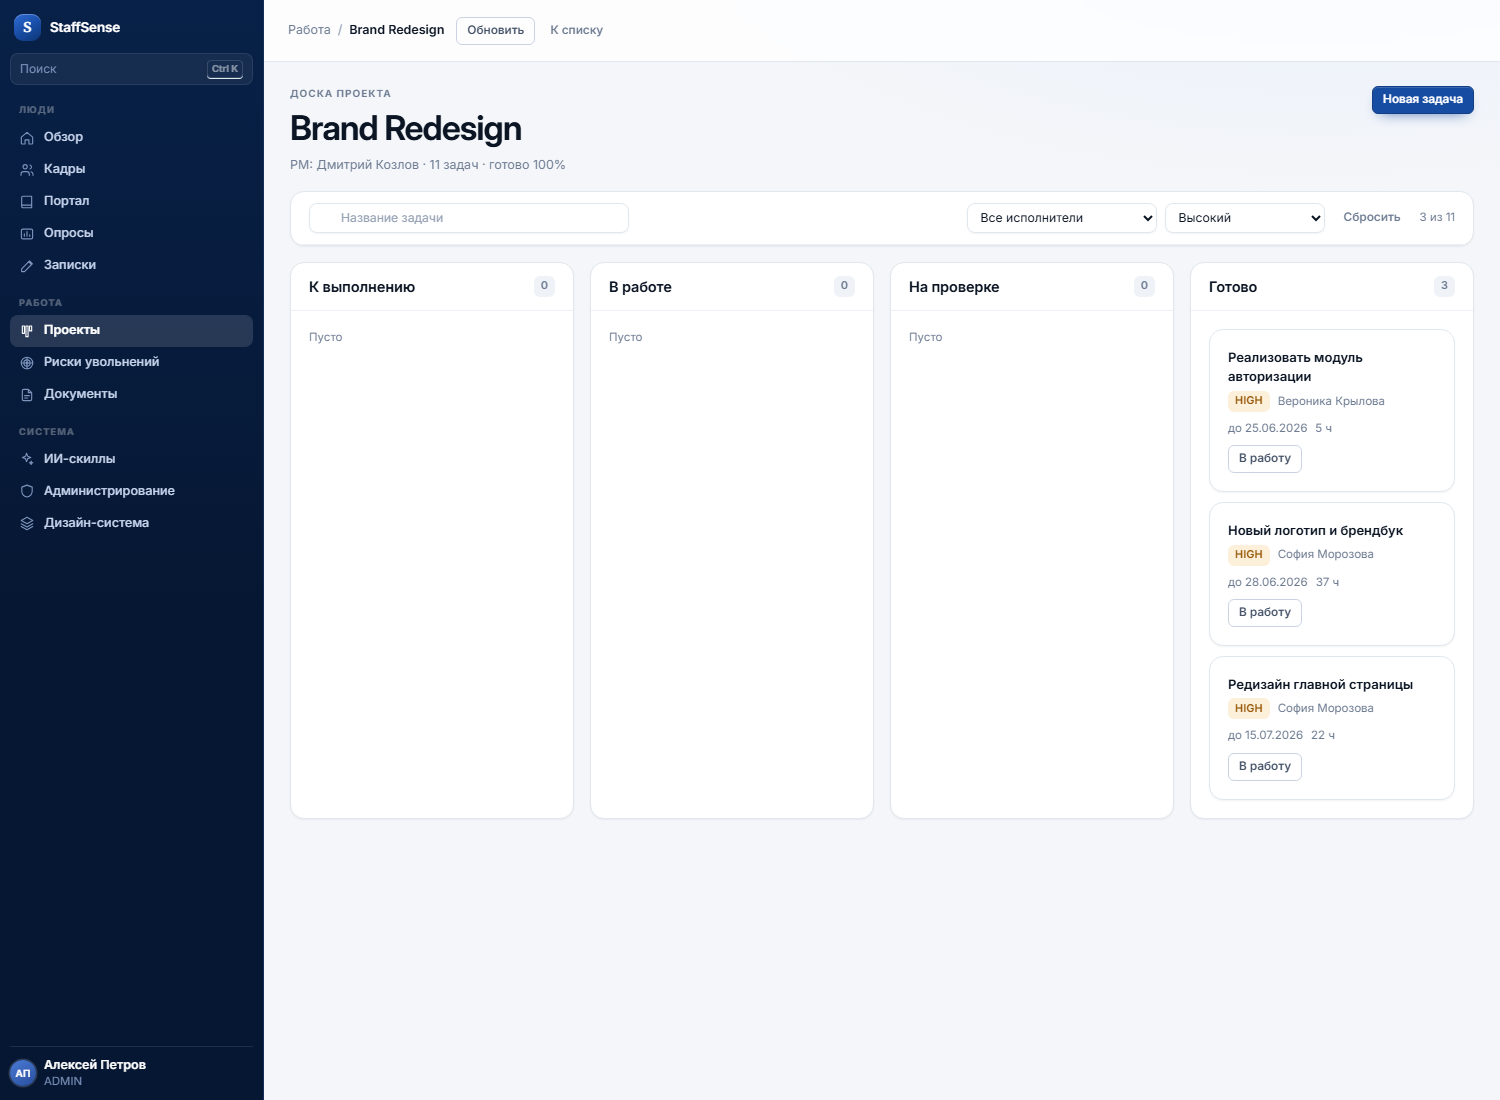 S
StaffSense
Поиск
Ctrl K
ЛЮДИ
Обзор
Кадры
Портал
Опросы
Записки
РАБОТА
Проекты
Риски увольнений
Документы
СИСТЕМА
ИИ-скиллы
Администрирование
Дизайн-система
АП
Алексей Петров
ADMIN
Работа / Brand Redesign
Обновить
К списку
ДОСКА ПРОЕКТА
Brand Redesign
PM: Дмитрий Козлов · 11 задач · готово 100%
Новая задача
Название задачи
Все исполнители
Высокий
Сбросить
3 из 11
К выполнению
0
Пусто
В работе
0
Пусто
На проверке
0
Пусто
Готово
3
Реализовать модуль
авторизации
HIGH
Вероника Крылова
до 25.06.2026 5 ч
В работу
Новый логотип и брендбук
HIGH
София Морозова
до 28.06.2026 37 ч
В работу
Редизайн главной страницы
HIGH
София Морозова
до 15.07.2026 22 ч
В работу